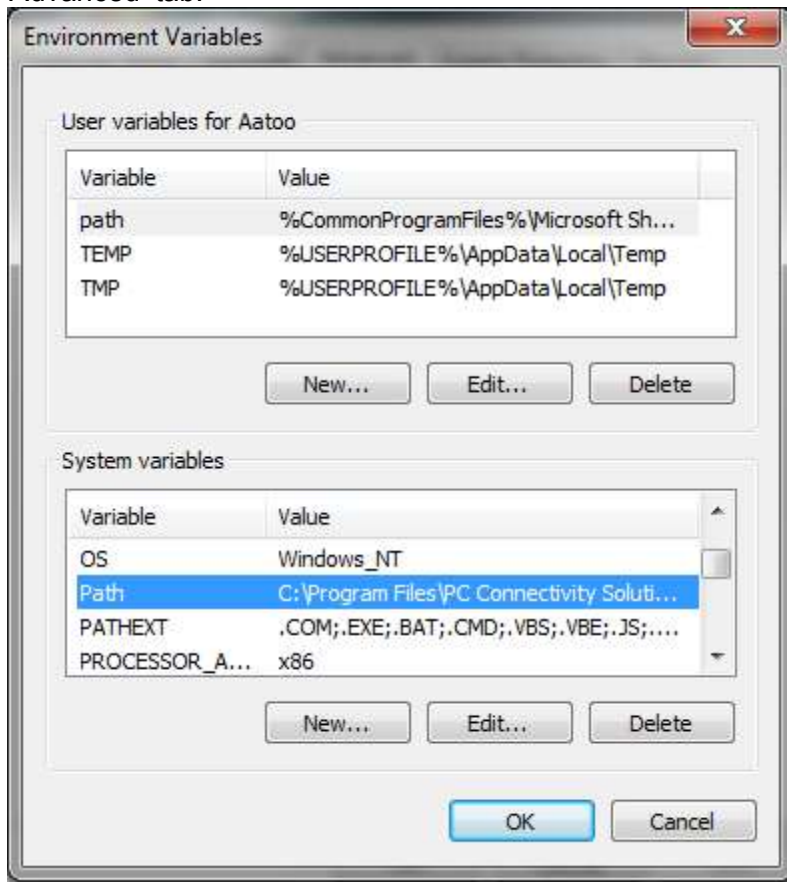 Advanced tab.
Environment Variables
User variables for Aatoo
Variable Value
path %CommonProgramFiles%\Microsoft Sh...
TEMP %USERPROFILE%\AppData\Local\Temp
TMP %USERPROFILE%\AppData\Local\Temp
New... Edit... Delete
System variables
Variable Value
OS Windows_NT
Path C:\Program Files\PC Connectivity Soluti...
PATHEXT .COM;.EXE;.BAT;.CMD;.VBS;.VBE;.JS;....
PROCESSOR_A... x86
New... Edit... Delete
OK Cancel